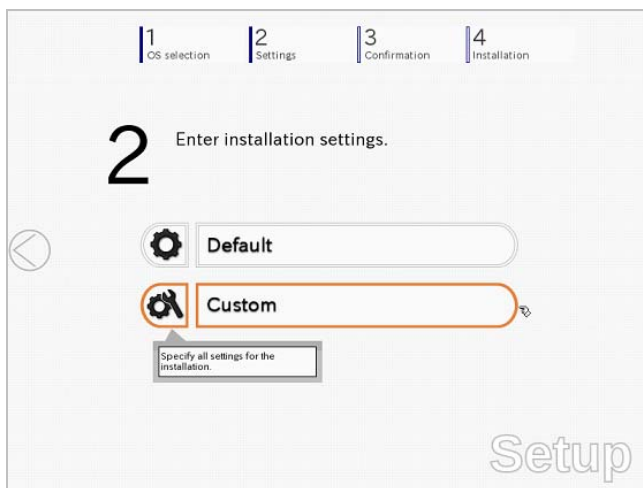 1
OS selection
2
Settings
3
Confirmation
4
Installation
2
Enter installation settings.
Default
Custom
Specify all settings for the
installation.
Setup